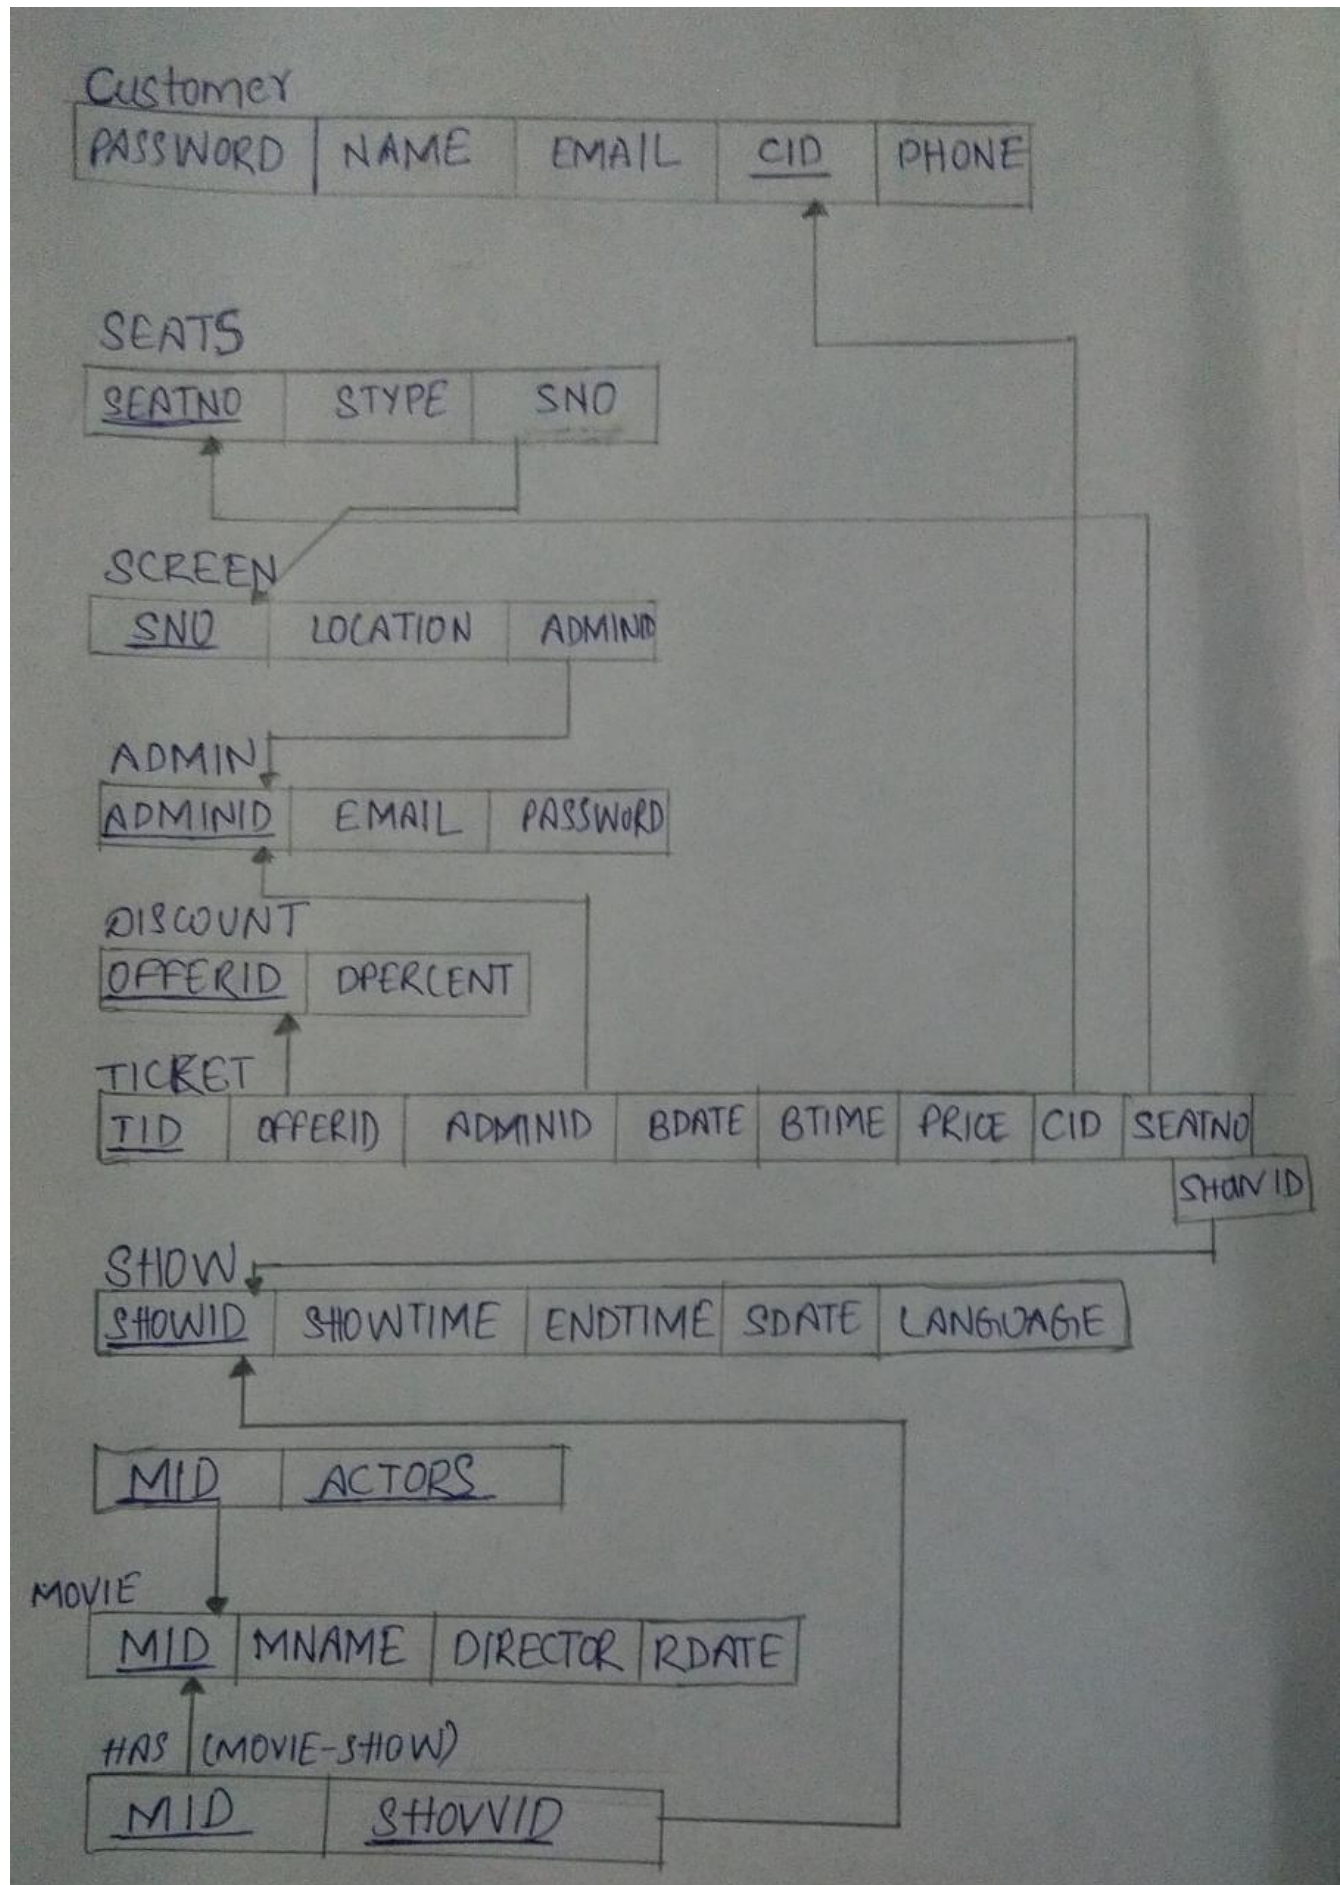 Customer
PASSWORD NAME EMAIL CID PHONE
SEATS
SEATNO STYPE SNO
SCREEN
SNO LOCATION ADMINID
ADMIN
ADMINID EMAIL PASSWORD
DISCOUNT
OFFERID DPERCENT
TICKET
TID OFFERID ADMINID BDATE BTIME PRICE CID SEATNO
SHOWID
SHOW
SHOWID SHOWTIME ENDTIME SDATE LANGUAGE
MID ACTORS
MOVIE
MID MNAME DIRECTOR RDATE
HAS (MOVIE-SHOW)
MID SHOWID